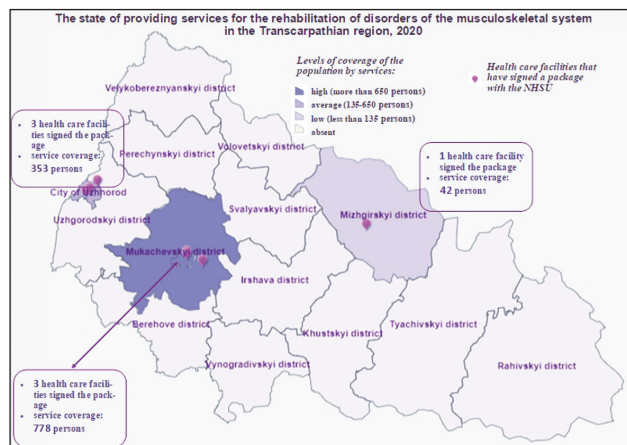 The state of providing services for the rehabilitation of disorders of the musculoskeletal system
in the Transcarpathian region, 2020
Levels of coverage of the
population by services:
high (more than 650 persons)
average (135-650 persons)
low (less than 135 persons)
absent
Health care facilities that
have signed a package
with the NHSU
Velykobereznyanskyi district
• 3 health care facili-
ties signed the pack-
age
• service coverage:
353 persons
Perechynskyi district
Volovetskyi district
• 1 health care facility
signed the package
• service coverage:
42 persons
City of Uzhhorod
Uzhgorodskyi district
Svalyavskyi district
Mizhgirskyi district
Mukachevskyi district
Irshava district
Berehove district
Khustskyi district
Tyachivskyi district
Vynogradivskyi district
Rahivskyi district
• 3 health care facili-
ties signed the pack-
age
• service coverage:
778 persons